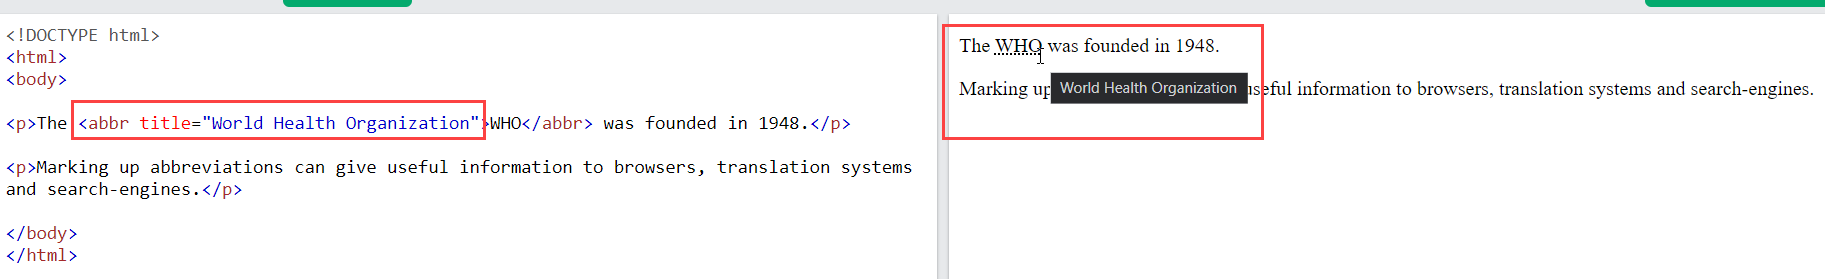 <!DOCTYPE html>
<html>
<body>
<p>The <abbr title="World Health Organization">WHO</abbr> was founded in 1948.</p>
<p>Marking up abbreviations can give useful information to browsers, translation systems
and search-engines.</p>
</body>
</html>
The WHO was founded in 1948.
World Health Organization
Marking up useful information to browsers, translation systems and search-engines.